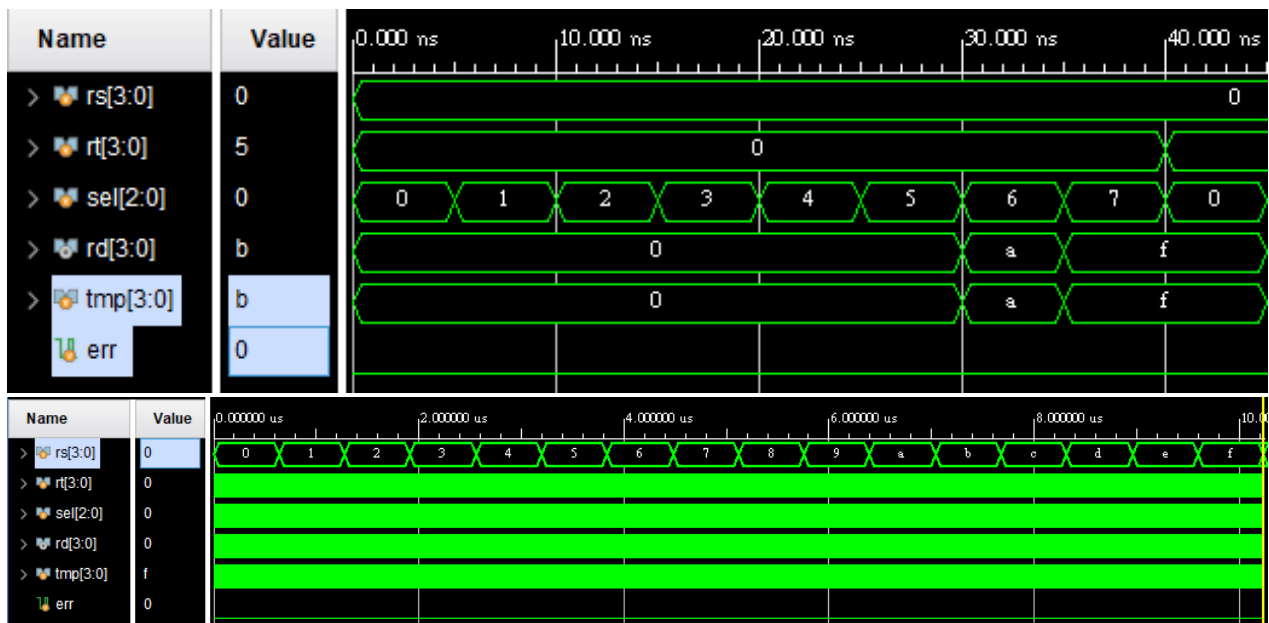 Name Value 0.000 ns 10.000 ns 20.000 ns 30.000 ns 40.000 ns
rs[3:0] 0 0
rt[3:0] 5 0
sel[2:0] 0 0 1 2 3 4 5 6 7 0
rd[3:0] b 0 a f
tmp[3:0] b 0 a f
err 0
Name Value 0.000000 us 2.000000 us 4.000000 us 6.000000 us 8.000000 us 10.0
rs[3:0] 0 0 1 2 3 4 5 6 7 8 9 a b c d e f
rt[3:0] 0
sel[2:0] 0
rd[3:0] 0
tmp[3:0] f
err 0